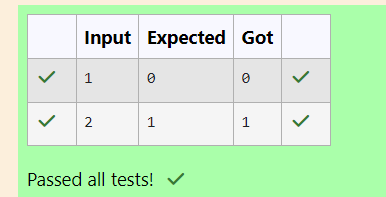 Input Expected Got
1 0 0
2 1 1
Passed all tests!